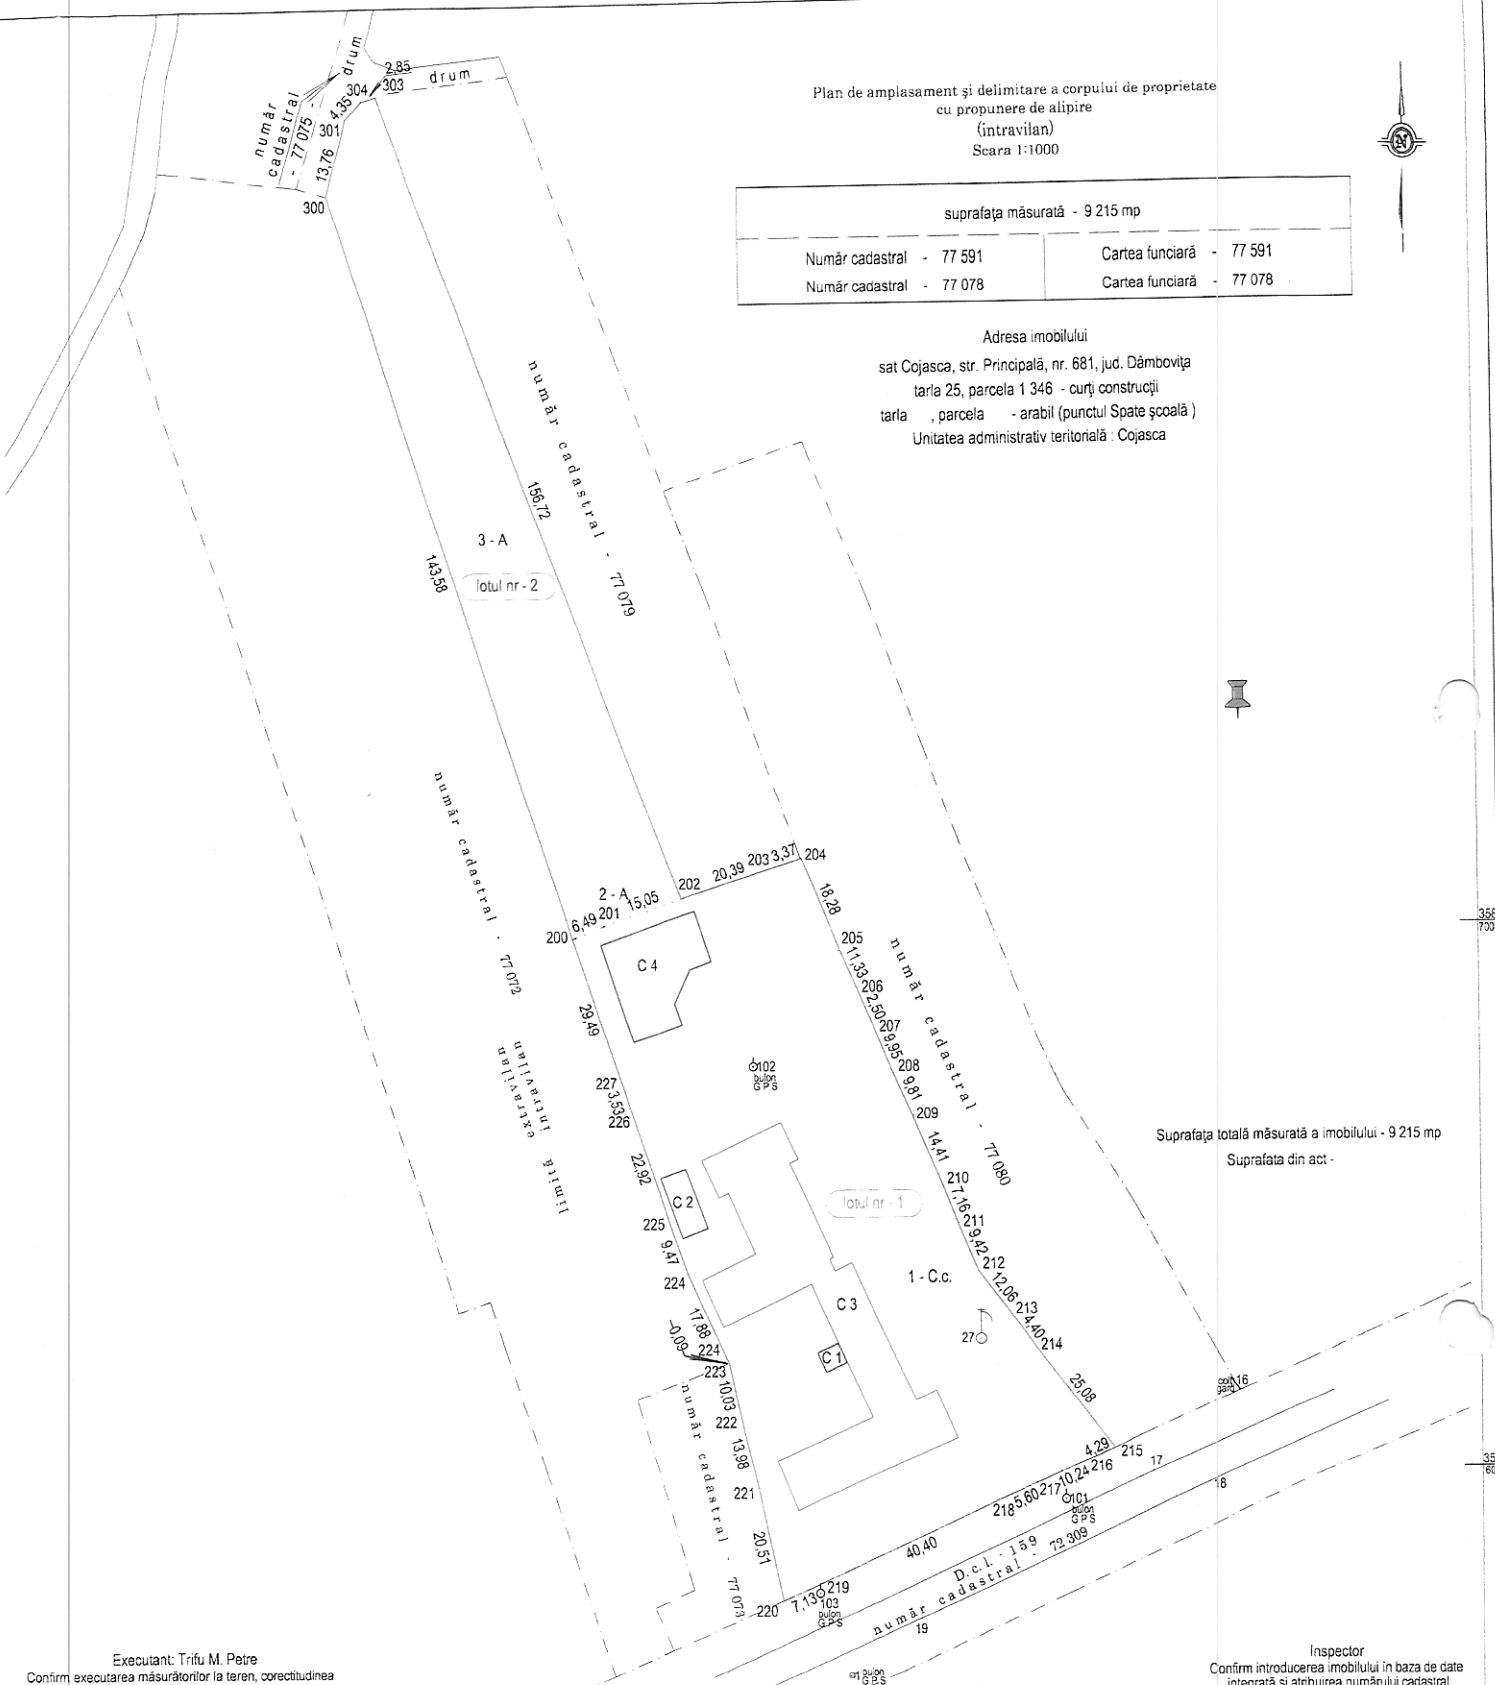 Plan de amplasament şi delimitare a corpului de proprietate
cu propunere de alipire
(intravilan)
Scara 1:1000
N
suprafaţa măsurată - 9 215 mp
Număr cadastral - 77 591
Cartea funciară - 77 591
Număr cadastral - 77 078
Cartea funciară - 77 078
Adresa imobilului
sat Cojasca, str. Principală, nr. 681, jud. Dâmboviţa
tarla 25, parcela 1 346 - curţi construcţii
tarla , parcela - arabil (punctul Spate şcoală )
Unitatea administrativ teritorială : Cojasca
drum
2,85
303
drum
304
4,35
301
număr
cadastral
- 77 075 -
13,76
300
număr cadastral - 77 079
156,72
3 - A
lotul nr - 2
143,58
număr cadastral - 77 072
limită
intravilan
extravilan
2 - A
200
6,49
201
15,05
202
20,39
203
3,37
204
18,28
205
11,33
206
2,50
207
9,95
208
9,81
209
14,41
210
7,16
211
9,42
212
12,06
213
4,40
214
25,08
215
număr cadastral - 77 080
C 4
29,49
227
3,53
226
22,92
225
9,47
224
17,88
0,09
224
223
10,03
222
13,98
221
20,51
220
102
bulon
G P S
C 2
lotul nr - 1
1 - C.c.
C 3
C 1
27
număr cadastral - 77 073
7,13
219
103
bulon
G P S
40,40
218
5,60
217
10,24
216
4,29
101
bulon
G P S
16
17
18
19
D.c.l. - 159
număr cadastral - 72 309
bulon
G P S
358
700
35
60
Suprafaţa totală măsurată a imobilului - 9 215 mp
Suprafata din act -
Executant: Trifu M. Petre
Confirm executarea măsurătorilor la teren, corectitudinea
Inspector
Confirm introducerea imobilului în baza de date
integrată şi atribuirea numărului cadastral